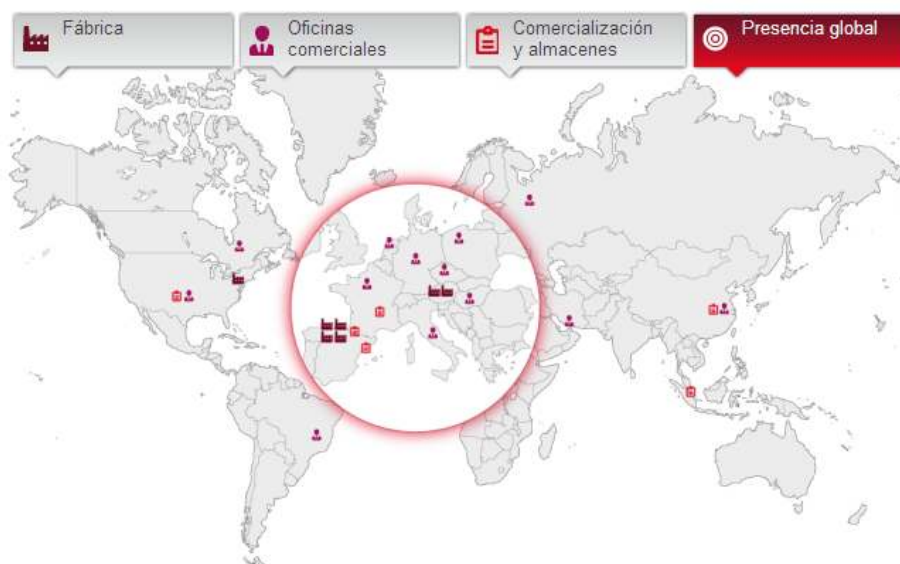 Fábrica
Oficinas
comerciales
Comercialización
y almacenes
Presencia global